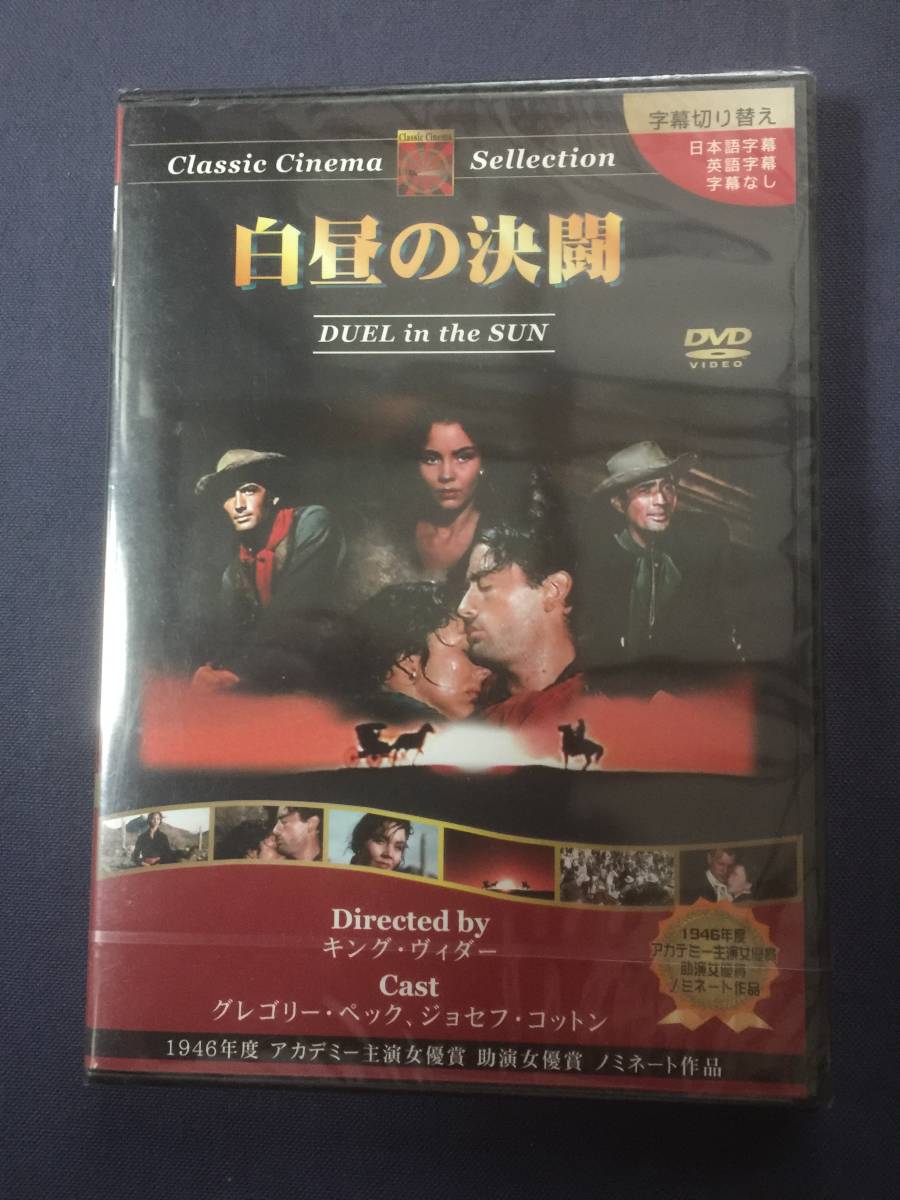 字幕切り替え
日本語字幕
英語字幕
字幕なし
Classic Cinema
Classic Cinema Sellection
白昼の決闘
DUEL in the SUN
DVD
VIDEO
Directed by
キング・ヴィダー
Cast
グレゴリー・ペック、ジョセフ・コットン
1946年度
アカデミー主演女優賞
助演女優賞
ノミネート作品
1946年度 アカデミー主演女優賞 助演女優賞 ノミネート作品